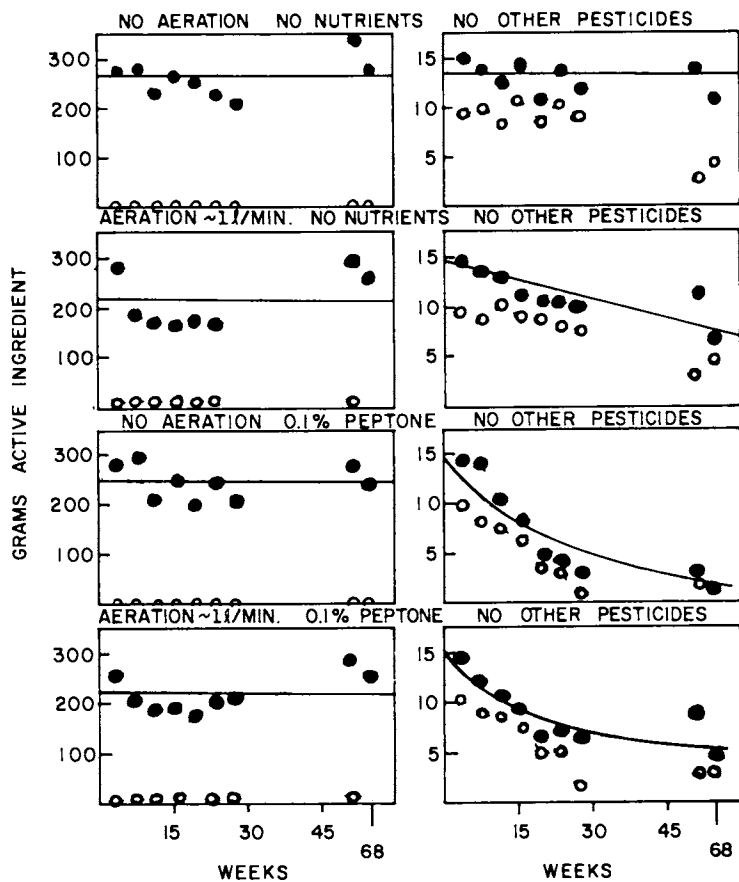 NO AERATION NO NUTRIENTS NO OTHER PESTICIDES
300
200
100
15
10
5
AERATION ~1ℓ/MIN. NO NUTRIENTS NO OTHER PESTICIDES
300
200
100
15
10
5
NO AERATION 0.1% PEPTONE NO OTHER PESTICIDES
300
200
100
15
10
5
AERATION ~1ℓ/MIN. 0.1% PEPTONE NO OTHER PESTICIDES
300
200
100
15
10
5
GRAMS ACTIVE INGREDIENT
15 30 45 68
WEEKS
15 30 45 68
WEEKS